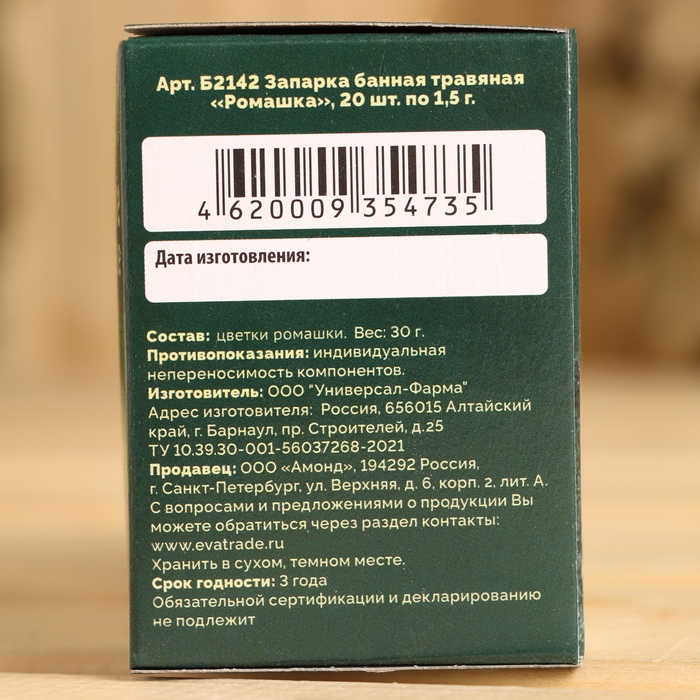 Арт. Б2142 Запарка банная травяная
«Ромашка», 20 шт. по 1,5 г.
4 620009 354735
Дата изготовления:
Состав: цветки ромашки. Вес: 30 г.
Противопоказания: индивидуальная
непереносимость компонентов.
Изготовитель: ООО "Универсал-Фарма"
Адрес изготовителя: Россия, 656015 Алтайский
край, г. Барнаул, пр. Строителей, д.25
ТУ 10.39.30-001-56037268-2021
Продавец: ООО «Амонд», 194292 Россия,
г. Санкт-Петербург, ул. Верхняя, д. 6, корп. 2, лит. А.
С вопросами и предложениями о продукции Вы
можете обратиться через раздел контакты:
www.evatrade.ru
Хранить в сухом, темном месте.
Срок годности: 3 года
Обязательной сертификации и декларированию
не подлежит